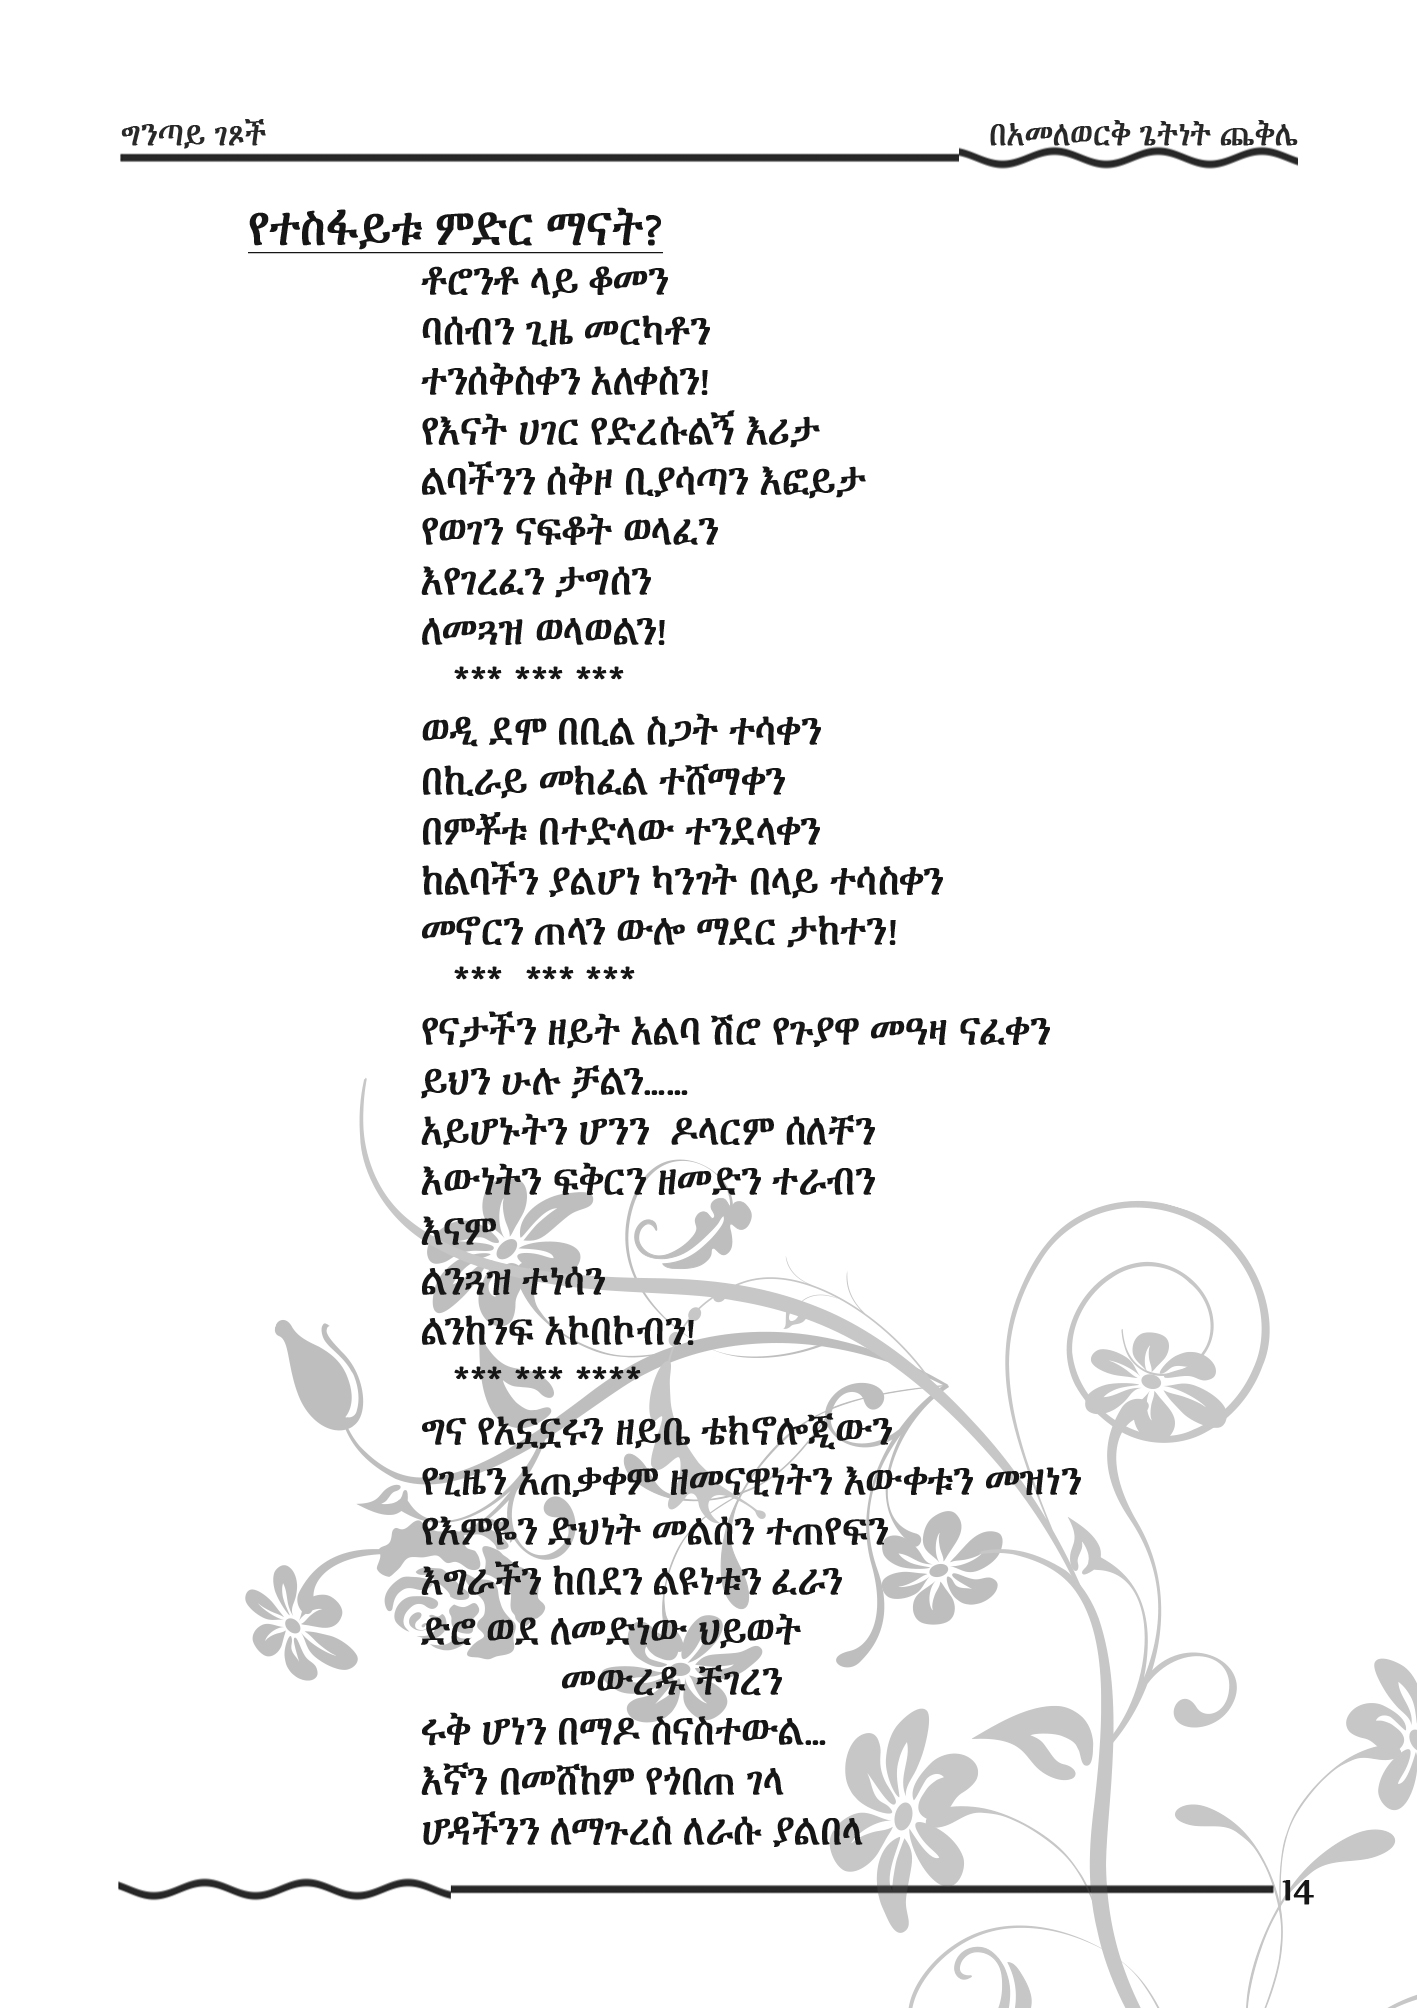 ግንጣይ ገጾች
በአመለወርቅ ጌትነት ጨቅሌ
የተስፋይቱ ምድር ማናት?
ቶሮንቶ ላይ ቆመን
ባሰብን ጊዜ መርካቶን
ተንሰቅስቀን አለቀስን!
የእናት ሀገር የድረሱልኝ እሪታ
ልባችንን ሰቅዞ ቢያሳጣን እፎይታ
የወገን ናፍቆት ወላፈን
እየገረፈን ታግሰን
ለመጓዝ ወላወልን!
*** *** ***
ወዲ ደሞ በቢል ስጋት ተሳቀን
በኪራይ መክፈል ተሸማቀን
በምቾቱ በተድላው ተንደላቀን
ከልባችን ያልሆነ ካንገት በላይ ተሳስቀን
መኖርን ጠላን ውሎ ማደር ታከተን!
*** *** ***
የናታችን ዘይት አልባ ሽሮ የጉያዋ መዓዛ ናፈቀን
ይህን ሁሉ ቻልን......
አይሆኑትን ሆንን ዶላርም ሰለቸን
እውነትን ፍቅርን ዘመድን ተራብን
እናም
ልንጓዝ ተነሳን
ልንከንፍ አኮበኮብን!
*** *** ****
ግና የአኗኗሩን ዘይቤ ቴክኖሎጂውን
የጊዜን አጠቃቀም ዘመናዊነትን እውቀቱን መዝነን
የእምዬን ድህነት መልሰን ተጠየፍን
እግራችን ከበደን ልዩነቱን ፈራን
ድሮ ወደ ለመድነው ህይወት
መውረዱ ቸገረን
ሩቅ ሆነን በማዶ ስናስተውል...
እኛን በመሸከም የጎበጠ ገላ
ሆዳችንን ለማጉረስ ለራሱ ያልበላ
14